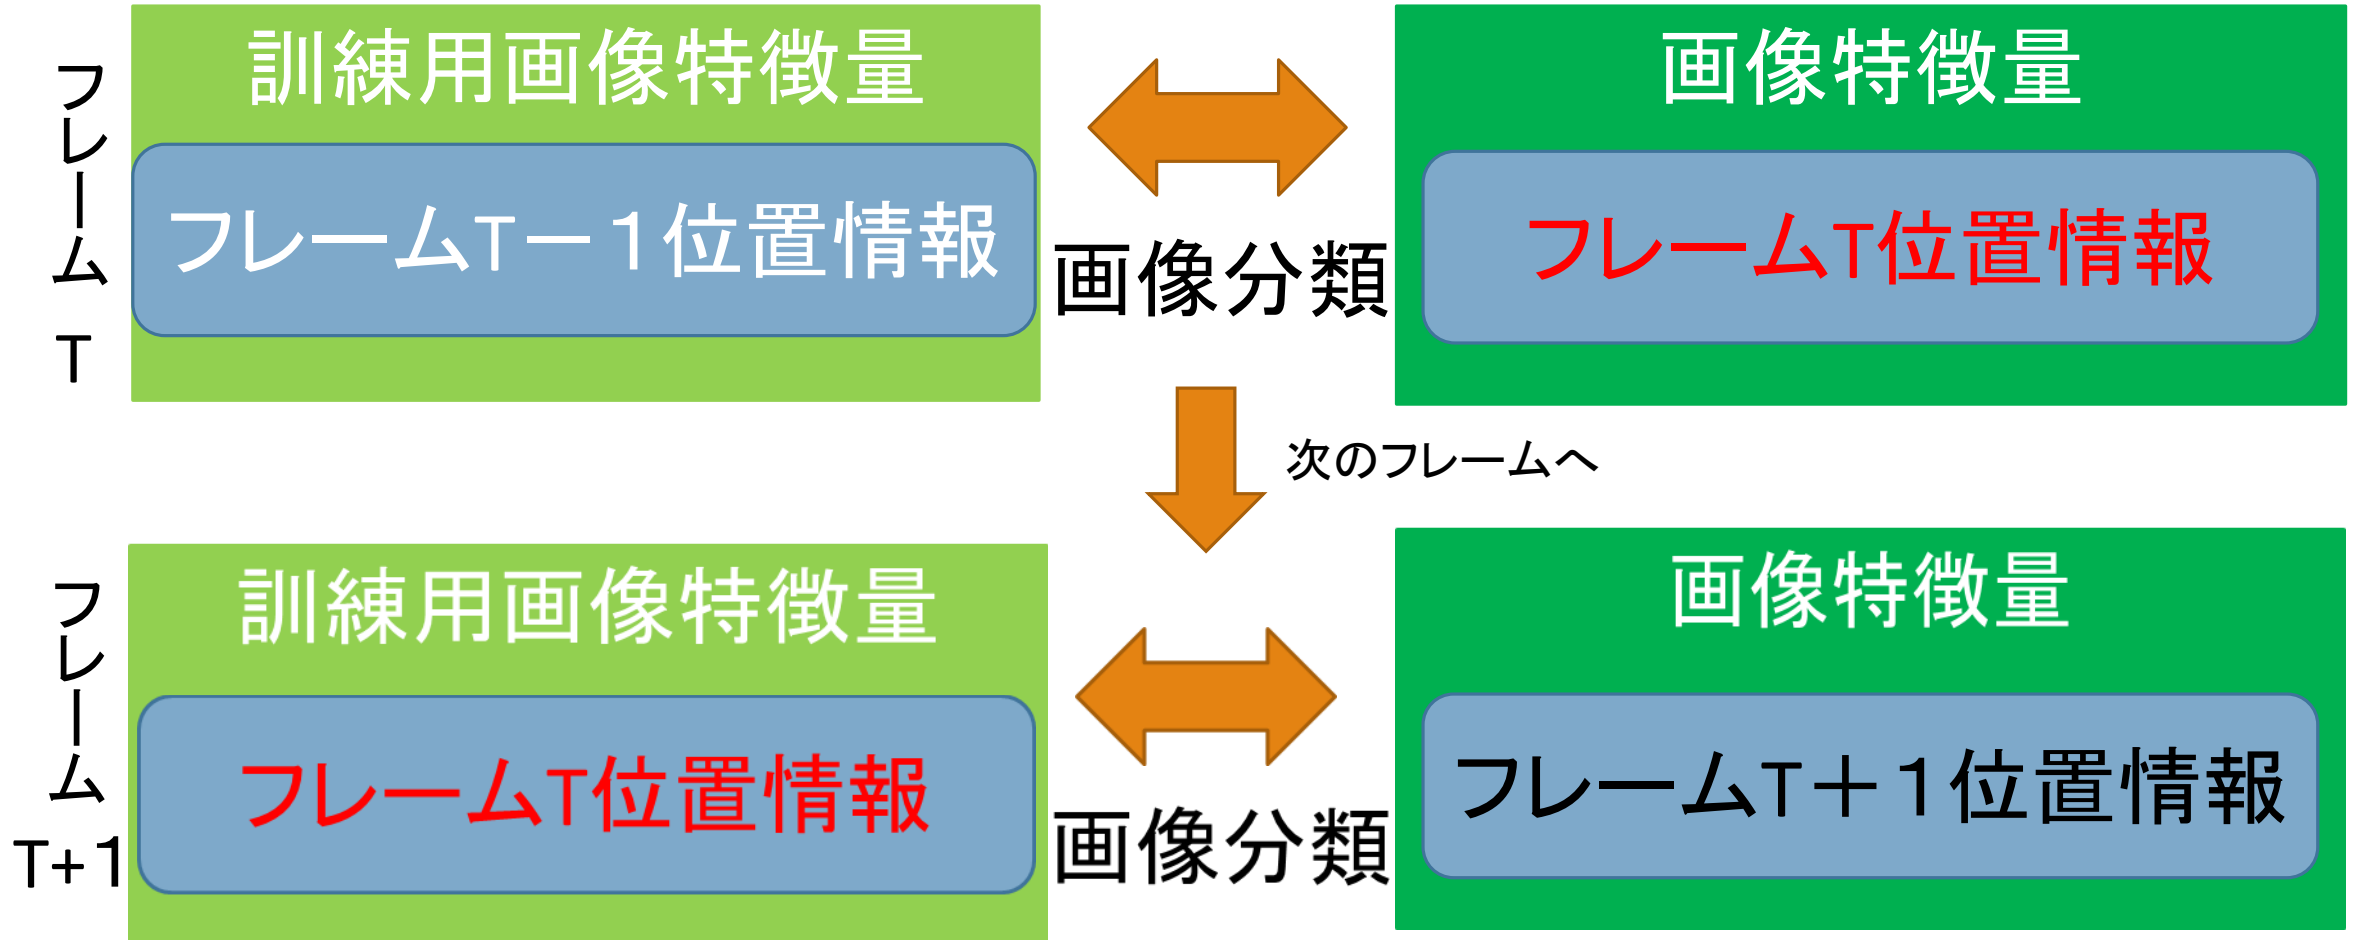 フレーム T
訓練用画像特徴量
フレームT－１位置情報
画像分類
画像特徴量
フレームT位置情報
次のフレームへ
フレーム T+1
訓練用画像特徴量
フレームT位置情報
画像分類
画像特徴量
フレームT＋１位置情報